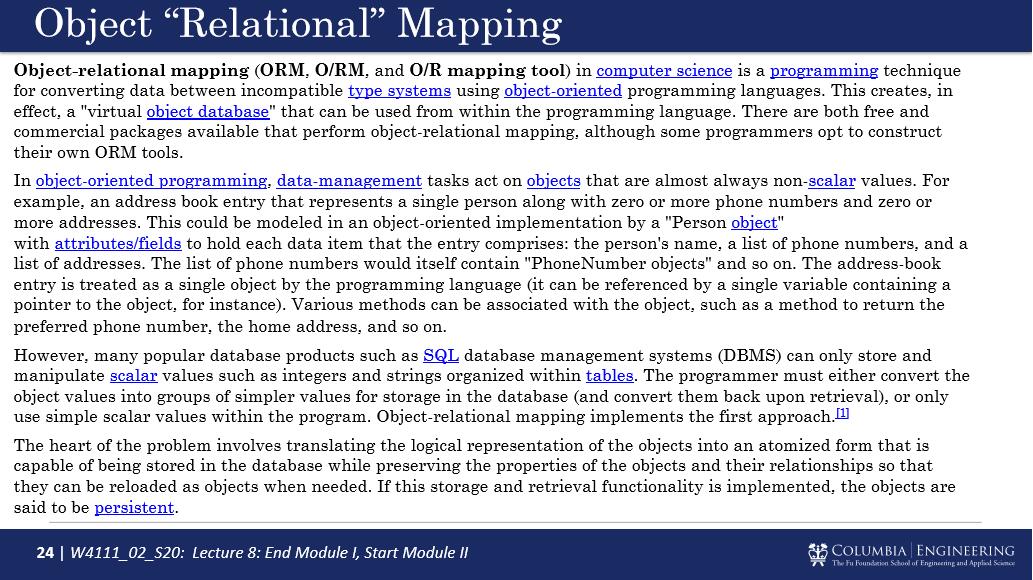 Object “Relational” Mapping
Object-relational mapping (ORM, O/RM, and O/R mapping tool) in computer science is a programming technique
for converting data between incompatible type systems using object-oriented programming languages. This creates, in
effect, a "virtual object database" that can be used from within the programming language. There are both free and
commercial packages available that perform object-relational mapping, although some programmers opt to construct
their own ORM tools.
In object-oriented programming, data-management tasks act on objects that are almost always non-scalar values. For
example, an address book entry that represents a single person along with zero or more phone numbers and zero or
more addresses. This could be modeled in an object-oriented implementation by a "Person object"
with attributes/fields to hold each data item that the entry comprises: the person's name, a list of phone numbers, and a
list of addresses. The list of phone numbers would itself contain "PhoneNumber objects" and so on. The address-book
entry is treated as a single object by the programming language (it can be referenced by a single variable containing a
pointer to the object, for instance). Various methods can be associated with the object, such as a method to return the
preferred phone number, the home address, and so on.
However, many popular database products such as SQL database management systems (DBMS) can only store and
manipulate scalar values such as integers and strings organized within tables. The programmer must either convert the
object values into groups of simpler values for storage in the database (and convert them back upon retrieval), or only
use simple scalar values within the program. Object-relational mapping implements the first approach.[1]
The heart of the problem involves translating the logical representation of the objects into an atomized form that is
capable of being stored in the database while preserving the properties of the objects and their relationships so that
they can be reloaded as objects when needed. If this storage and retrieval functionality is implemented, the objects are
said to be persistent.
24 | W4111_02_S20: Lecture 8: End Module I, Start Module II
COLUMBIA | ENGINEERING
The Fu Foundation School of Engineering and Applied Science